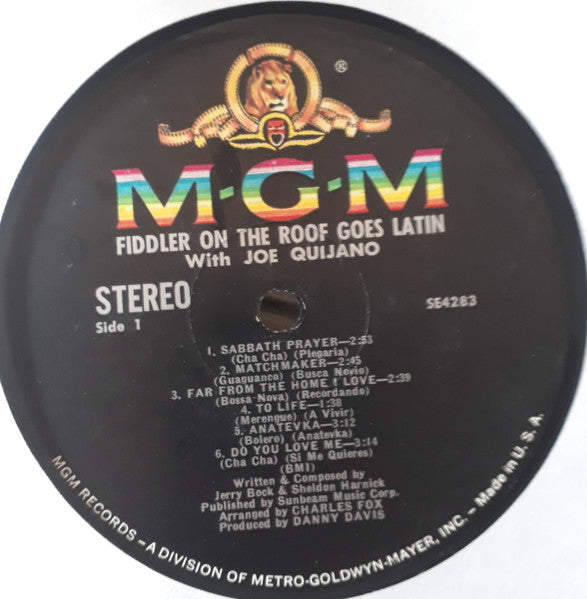 ®
M-G-M
FIDDLER ON THE ROOF GOES LATIN
With JOE QUIJANO
STEREO
Side 1
SE4283
1. SABBATH PRAYER—2:53
(Cha Cha) (Plegaria)
2. MATCHMAKER—2:45
(Guaguanco) (Busca Novio)
3. FAR FROM THE HOME I LOVE—2:39
(Bossa-Nova) (Recordando)
4. TO LIFE—1:38
(Merengue) (A Vivir)
5. ANATEVKA—3:12
(Bolero) (Anatevka)
6. DO YOU LOVE ME—3:14
(Cha Cha) (Si Me Quieres)
(BMI)
Written & Composed by
Jerry Bock & Sheldon Harnick
Published by Sunbeam Music Corp.
Arranged by CHARLES FOX
Produced by DANNY DAVIS
MGM RECORDS – A DIVISION OF METRO-GOLDWYN-MAYER, INC. – Made in U. S. A.